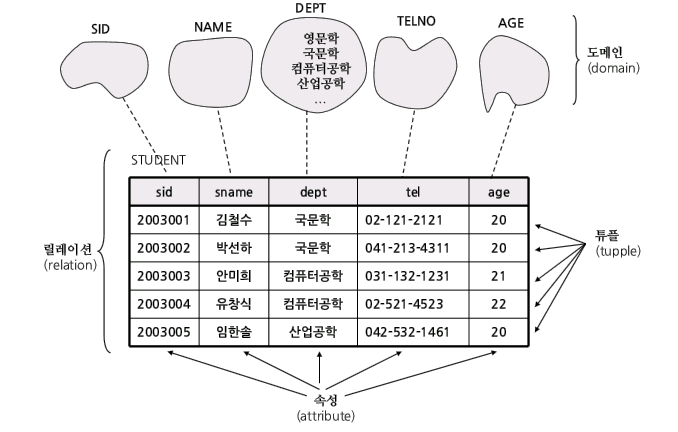 SID
NAME
DEPT
TELNO
AGE
영문학
국문학
컴퓨터공학
산업공학
...
도메인
(domain)
STUDENT
sid sname dept tel age
2003001 김철수 국문학 02-121-2121 20
2003002 박선하 국문학 041-213-4311 20
2003003 안미희 컴퓨터공학 031-132-1231 21
2003004 유창식 컴퓨터공학 02-521-4523 22
2003005 임한솔 산업공학 042-532-1461 20
릴레이션
(relation)
튜플
(tupple)
속성
(attribute)